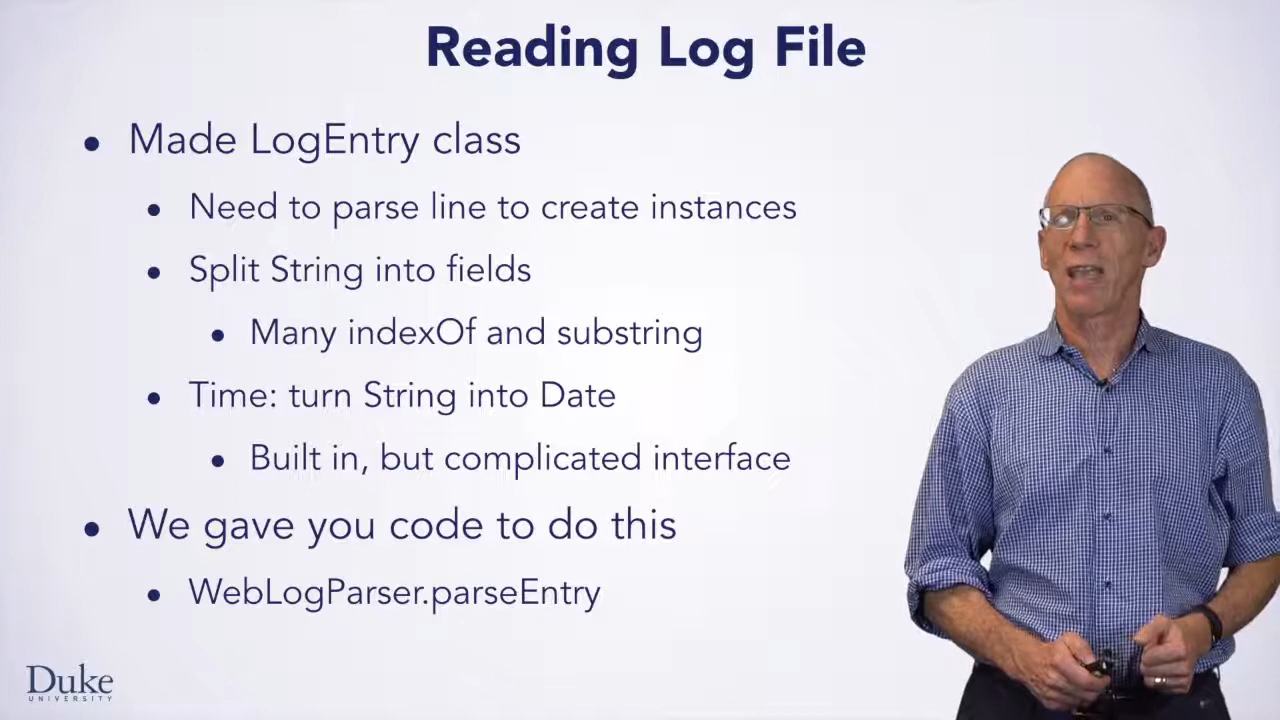 Reading Log File
• Made LogEntry class
• Need to parse line to create instances
• Split String into fields
• Many indexOf and substring
• Time: turn String into Date
• Built in, but complicated interface
• We gave you code to do this
• WebLogParser.parseEntry
Duke
UNIVERSITY